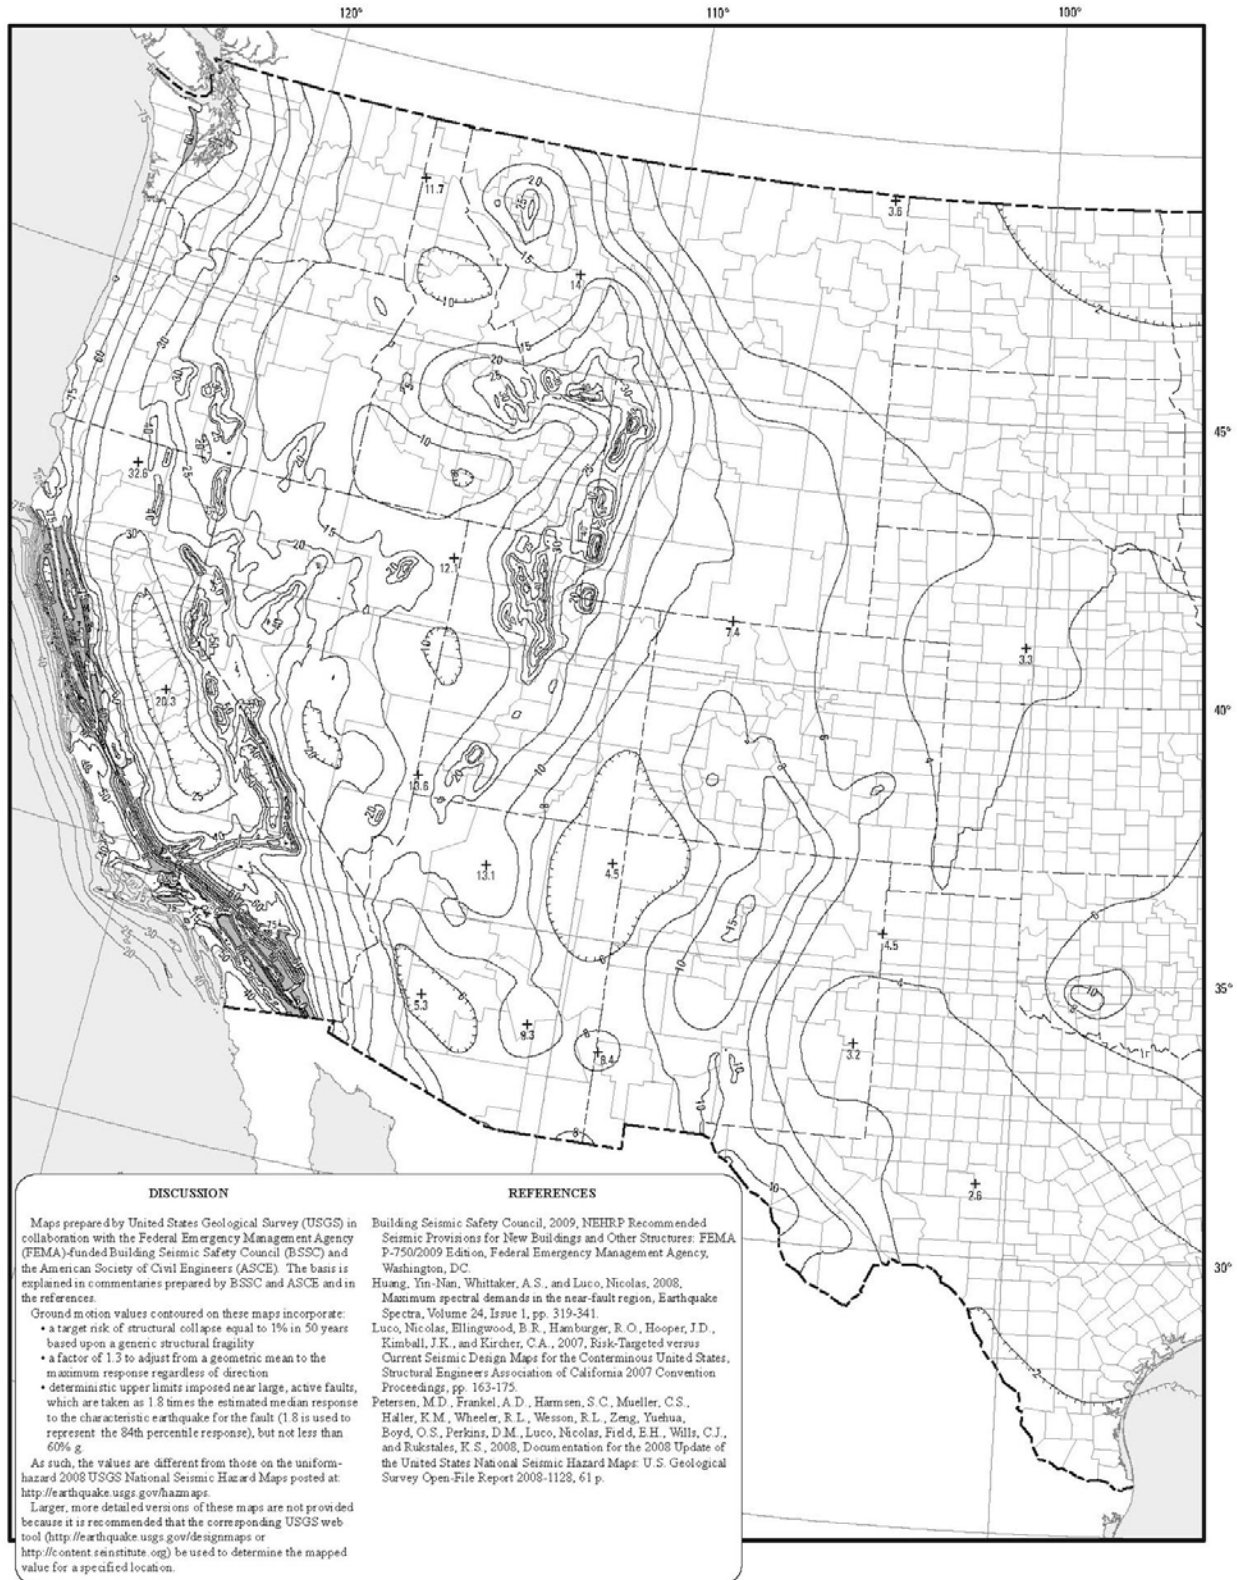 120°
110°
100°
11.7
3.6
14
45°
32.6
12.1
7.4
3.3
20.3
40°
13.6
13.1
4.5
4.5
35°
5.3
9.3
3.2
2.6
30°
DISCUSSION
Maps prepared by United States Geological Survey (USGS) in
collaboration with the Federal Emergency Management Agency
(FEMA)-funded Building Seismic Safety Council (BSSC) and
the American Society of Civil Engineers (ASCE). The basis is
explained in commentaries prepared by BSSC and ASCE and in
the references.
Ground motion values contoured on these maps incorporate:
• a target risk of structural collapse equal to 1% in 50 years
based upon a generic structural fragility
• a factor of 1.3 to adjust from a geometric mean to the
maximum response regardless of direction
• deterministic upper limits imposed near large, active faults,
which are taken as 1.8 times the estimated median response
to the characteristic earthquake for the fault (1.8 is used to
represent the 84th percentile response), but not less than
60% g.
As such, the values are different from those on the uniform-
hazard 2008 USGS National Seismic Hazard Maps posted at:
http://earthquake.usgs.gov/hazmaps.
Larger, more detailed versions of these maps are not provided
because it is recommended that the corresponding USGS web
tool (http://earthquake.usgs.gov/designmaps or
http://content.seinstitute.org) be used to determine the mapped
value for a specified location.
REFERENCES
Building Seismic Safety Council, 2009, NEHRP Recommended
Seismic Provisions for New Buildings and Other Structures: FEMA
P-750/2009 Edition, Federal Emergency Management Agency,
Washington, DC.
Huang, Yin-Nan, Whittaker, A.S., and Luco, Nicolas, 2008,
Maximum spectral demands in the near-fault region, Earthquake
Spectra, Volume 24, Issue 1, pp. 319-341.
Luco, Nicolas, Ellingwood, B.R., Hamburger, R.O., Hooper, J.D.,
Kimball, J.K., and Kircher, C.A., 2007, Risk-Targeted versus
Current Seismic Design Maps for the Conterminous United States,
Structural Engineers Association of California 2007 Convention
Proceedings, pp. 163-175.
Petersen, M.D., Frankel, A.D., Harmsen, S.C., Mueller, C.S.,
Haller, K.M., Wheeler, R.L., Wesson, R.L., Zeng, Yuehua,
Boyd, O.S., Perkins, D.M., Luco, Nicolas, Field, E.H., Wills, C.J.,
and Rukstales, K.S., 2008, Documentation for the 2008 Update of
the United States National Seismic Hazard Maps: U.S. Geological
Survey Open-File Report 2008-1128, 61 p.